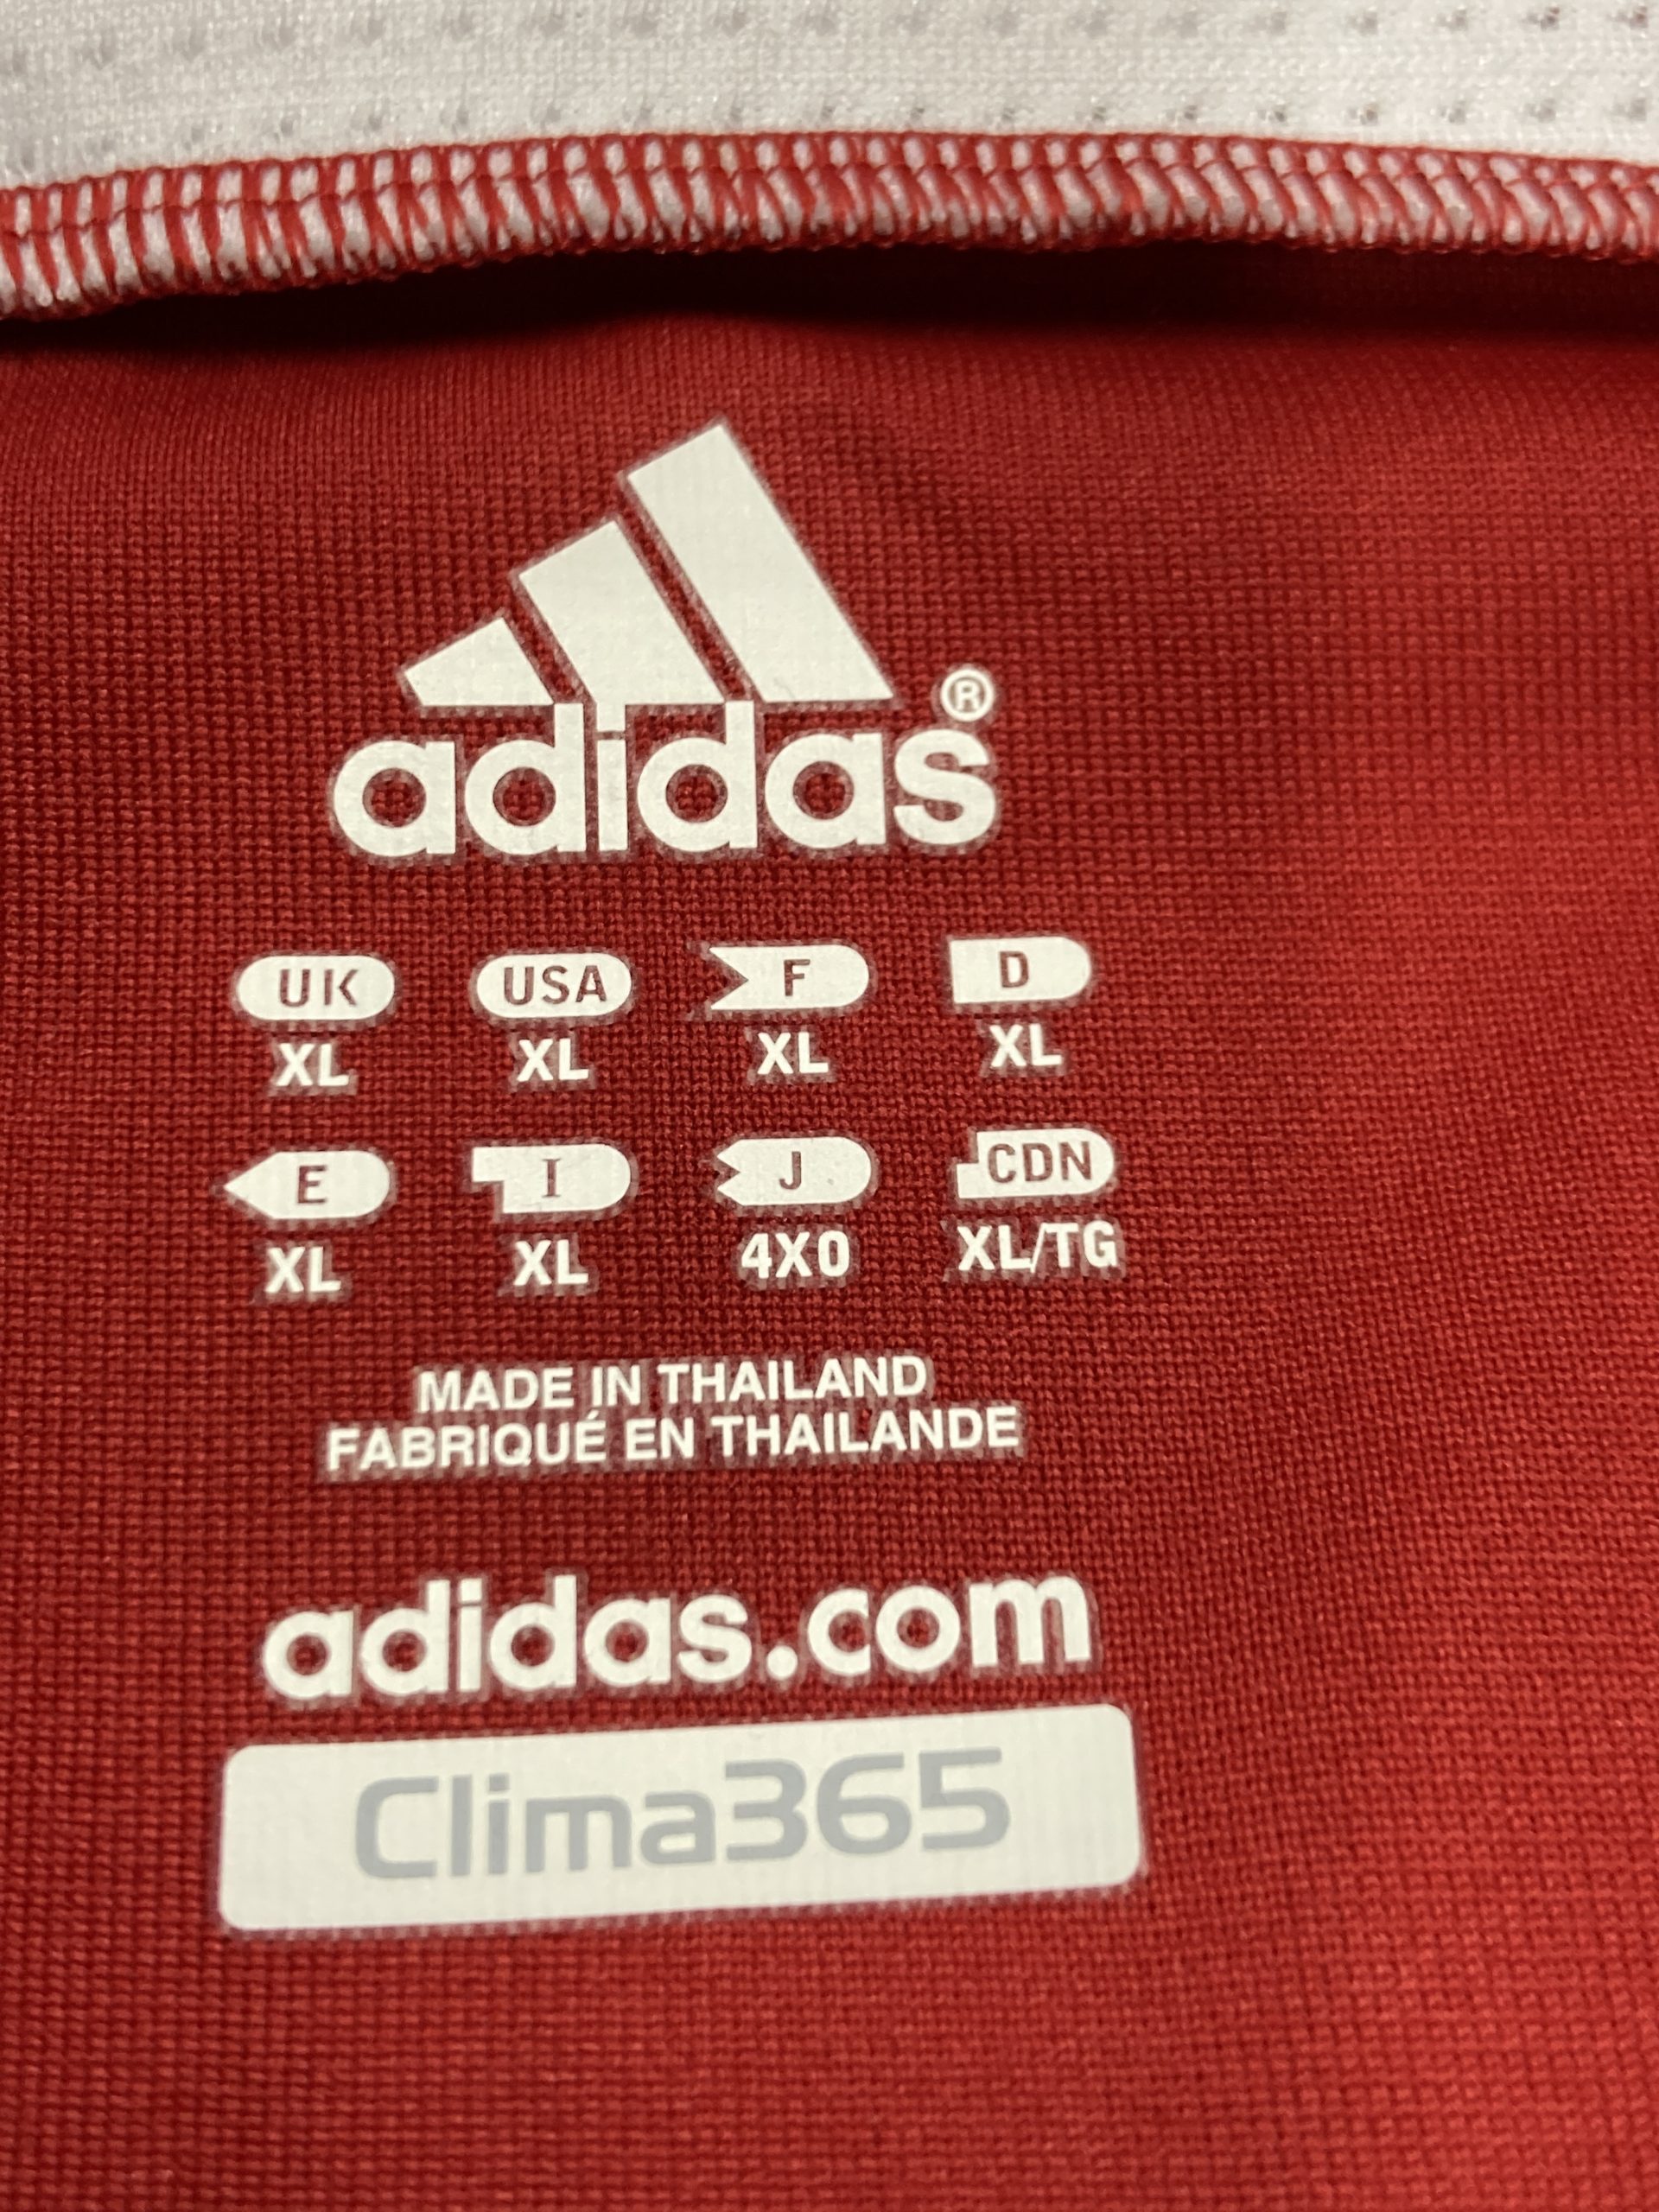 adidas®
UK USA F D
XL XL XL XL
E I J CDN
XL XL 4X0 XL/TG
MADE IN THAILAND
FABRIQUÉ EN THAILANDE
adidas.com
Clima365